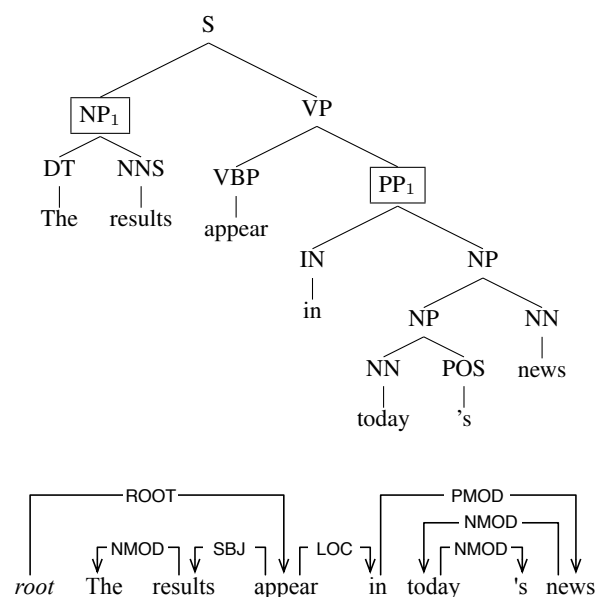 S
NP₁ VP
DT NNS VBP PP₁
The results appear
IN NP
in NP NN
NN POS news
today 's
ROOT PMOD
NMOD
NMOD SBJ LOC NMOD
root The results appear in today 's news